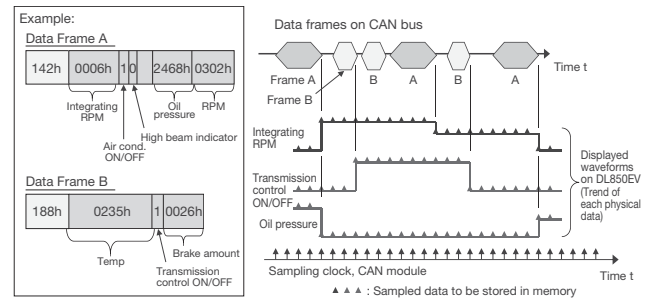 Example:
Data Frame A
142h 0006h 1 0 2468h 0302h
Integrating RPM
Oil pressure
RPM
High beam indicator
Air cond. ON/OFF
Data Frame B
188h 0235h 1 0026h
Temp
Brake amount
Transmission control ON/OFF
Data frames on CAN bus
Time t
Frame A
B
A
B
A
Frame B
Integrating RPM
Transmission control ON/OFF
Oil pressure
Displayed waveforms on DL850EV (Trend of each physical data)
Sampling clock, CAN module
Time t
: Sampled data to be stored in memory